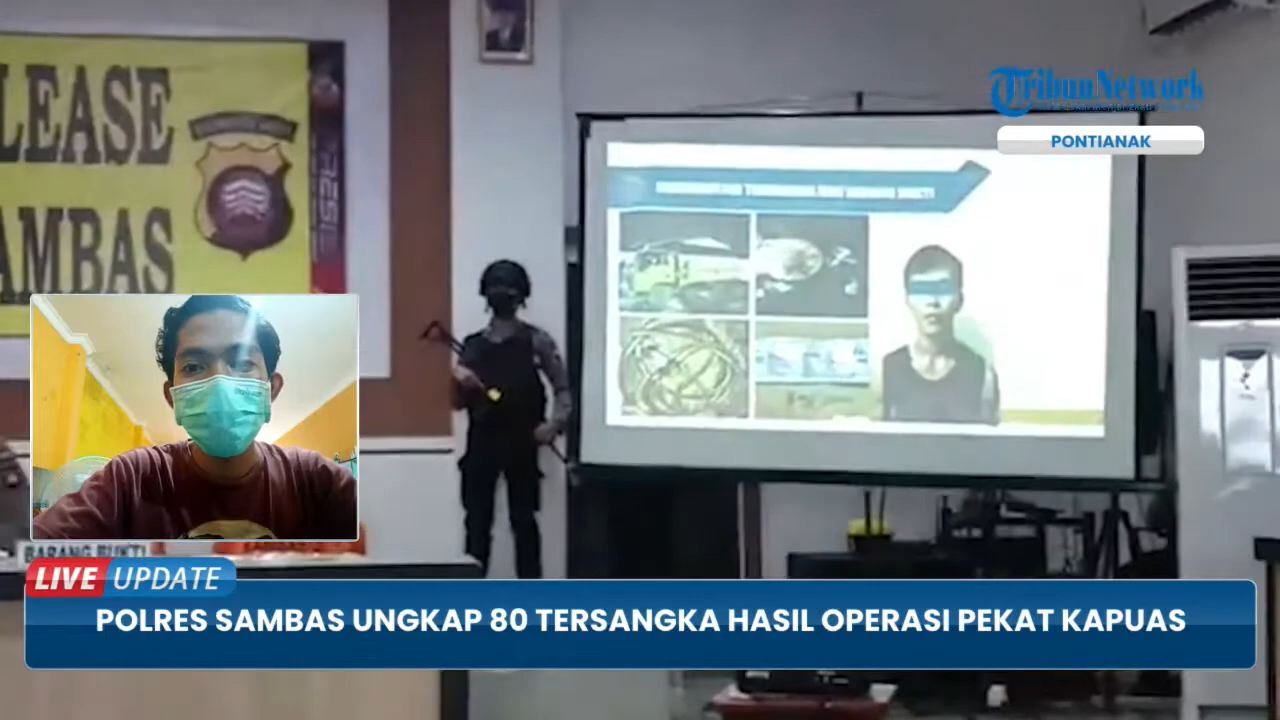 LEASE
AMBAS
TribunNetwork
PONTIANAK
BARANG BUKTI
LIVE UPDATE
POLRES SAMBAS UNGKAP 80 TERSANGKA HASIL OPERASI PEKAT KAPUAS